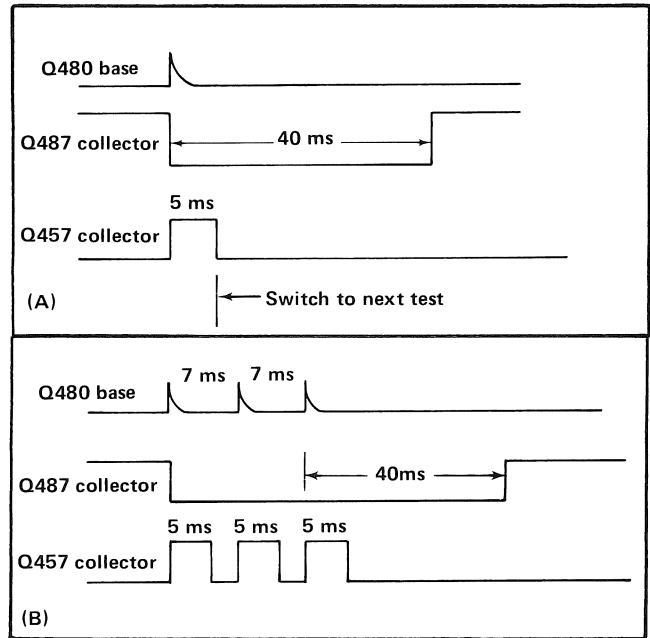 Q480 base
40 ms
Q487 collector
5 ms
Q457 collector
Switch to next test
(A)
7 ms 7 ms
Q480 base
40ms
Q487 collector
5 ms 5 ms 5 ms
Q457 collector
(B)